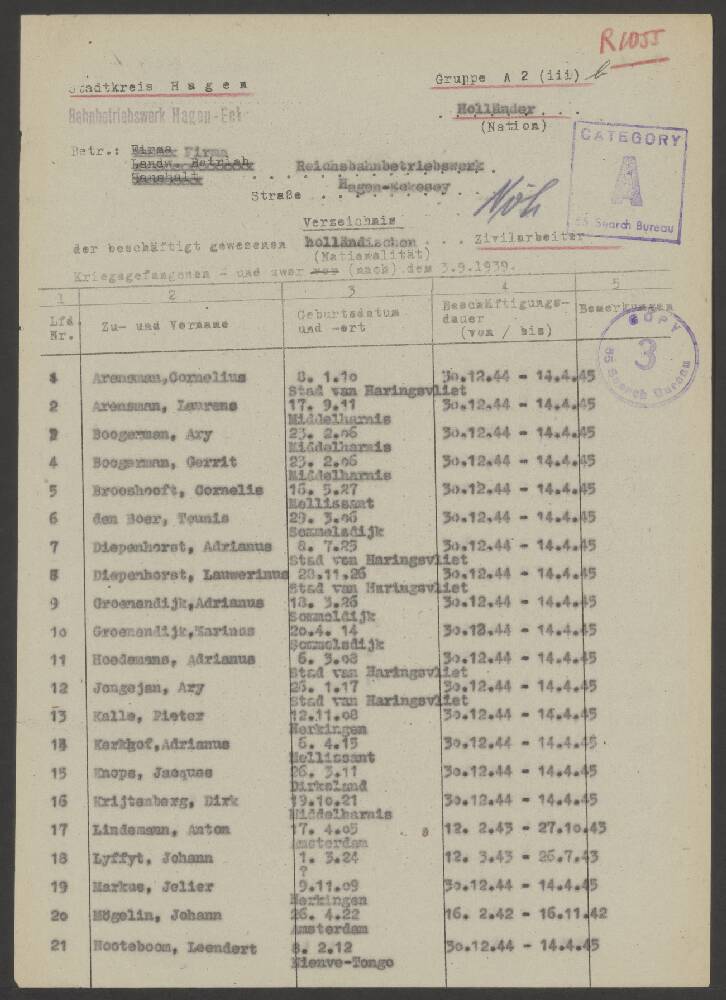 R1055
Stadtkreis Hagen
Gruppe A 2 (iii)
Bahnbetriebswerk Hagen-Eck
Holländer
(Nation)
CATEGORY
A
Search Bureau
Betr.: Firma Firma
Landw. Betrieb
Haushalt
Reichsbahnbetriebswerk
Hagen-Eckesey
Straße
Verzeichnis
der beschäftigt gewesenen holländischen Zivilarbeiter
(Nationalität)
Kriegsgefangenen - und zwar vor (nach) dem 3.9.1939.
1 2 3 4 5
Lfd Nr. Zu- und Vorname Geburtsdatum und -ort Beschäftigungs-dauer (von / bis) Bemerkungen
COPY
3
Search Bureau
1 Arensman,Cornelius 8. 1.10 30.12.44 - 14.4.45
Stad van Haringsvliet
2 Arensman, Laurens 17. 9.11 30.12.44 - 14.4.45
Middelharnis
3 Boogerman, Ary 23. 2.06 30.12.44 - 14.4.45
Middelharnis
4 Boogerman, Gerrit 23. 2.06 30.12.44 - 14.4.45
Middelharnis
5 Brooshooft, Cornelis 16. 5.27 30.12.44 - 14.4.45
Mellissant
6 den Boer, Teunis 29. 3.06 30.12.44 - 14.4.45
Sommelsdijk
7 Diepenhorst, Adrianus 8. 7.25 30.12.44 - 14.4.45
Stad van Haringsvliet
8 Diepenhorst, Lauwerinus 28.11.26 30.12.44 - 14.4.45
Stad van Haringsvliet
9 Groenendijk,Adrianus 18. 3.26 30.12.44 - 14.4.45
Sommeldijk
10 Groenendijk,Marinus 20.4. 14 30.12.44 - 14.4.45
Sommelsdijk
11 Hoedemans, Adrianus 6. 3.08 30.12.44 - 14.4.45
Stad van Haringsvliet
12 Jongejan, Ary 26. 1.17 30.12.44 - 14.4.45
Stad van Haringsvliet
13 Kalle, Pieter 12.11.08 30.12.44 - 14.4.45
Herkingen
14 Kerkhof,Adrianus 6. 4.15 30.12.44 - 14.4.45
Mellissant
15 Knops, Jacques 26. 3.11 30.12.44 - 14.4.45
Dirksland
16 Krijtenberg, Dirk 19.10.21 30.12.44 - 14.4.45
Middelharnis
17 Lindemann, Anton 17. 4.05 12. 2.43 - 27.10.43
Amsterdam
18 Lyffyt, Johann 1. 3.24 12. 3.43 - 26.7.43
?
19 Markus, Jelier 9.11.09 30.12.44 - 14.4.45
Herkingen
20 Mögelin, Johann 26. 4.22 16. 2.42 - 16.11.42
Amsterdam
21 Nooteboom, Leendert 8. 2.12 30.12.44 - 14.4.45
Nienve-Tongo